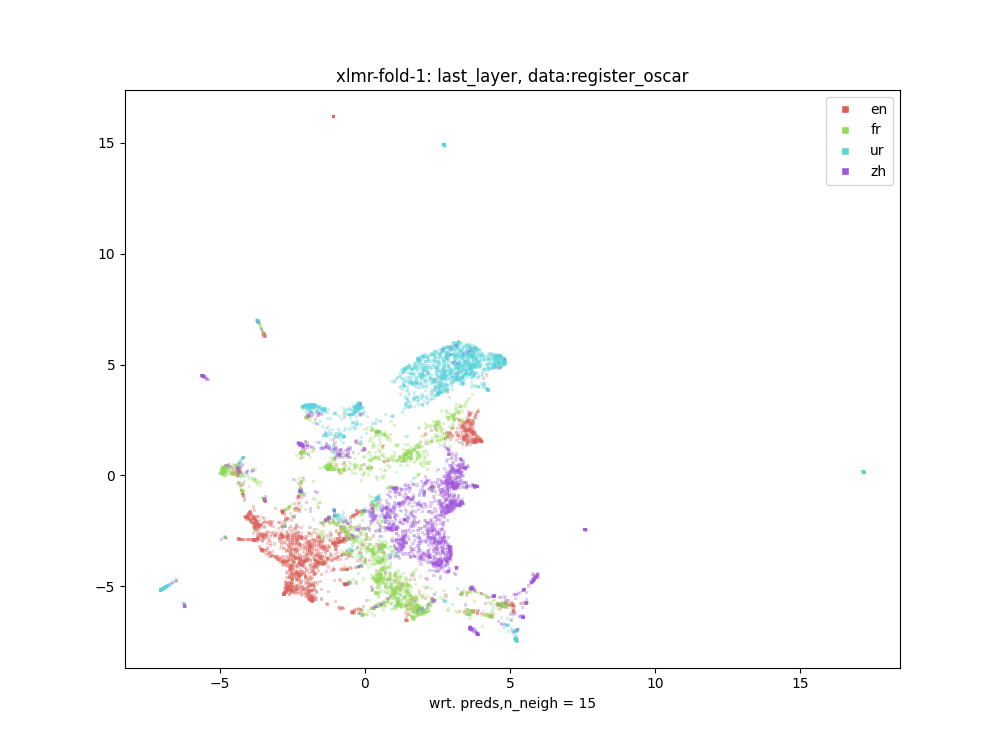 xlmr-fold-1: last_layer, data:register_oscar
en
fr
ur
zh
15
10
5
0
−5
−5
0
5
10
15
wrt. preds,n_neigh = 15